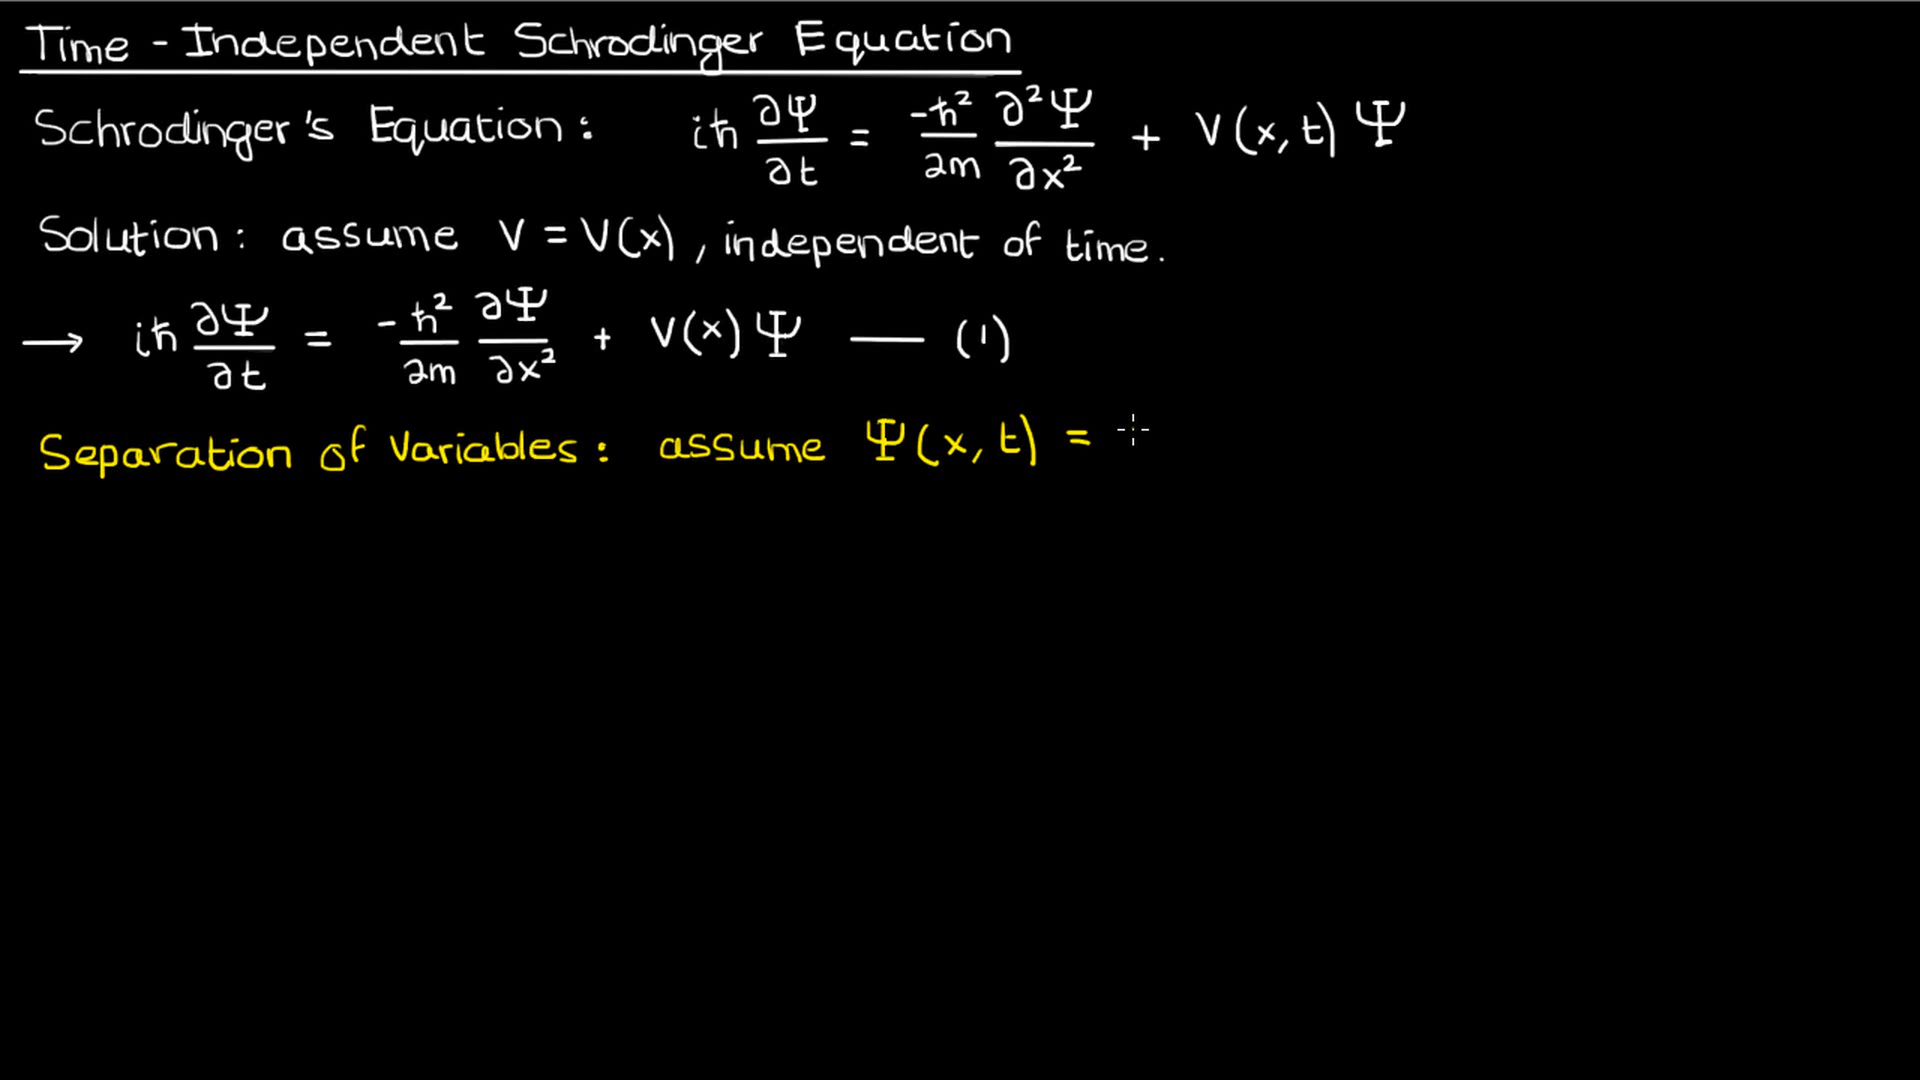 Time - Independent Schrodinger Equation
Schrodinger's Equation: iħ ∂Ψ/∂t = -ħ²/2m ∂²Ψ/∂x² + V(x,t)Ψ
Solution: assume V = V(x), independent of time.
→ iħ ∂Ψ/∂t = -ħ²/2m ∂Ψ/∂x² + V(x)Ψ — (1)
Separation of Variables: assume Ψ(x,t) =